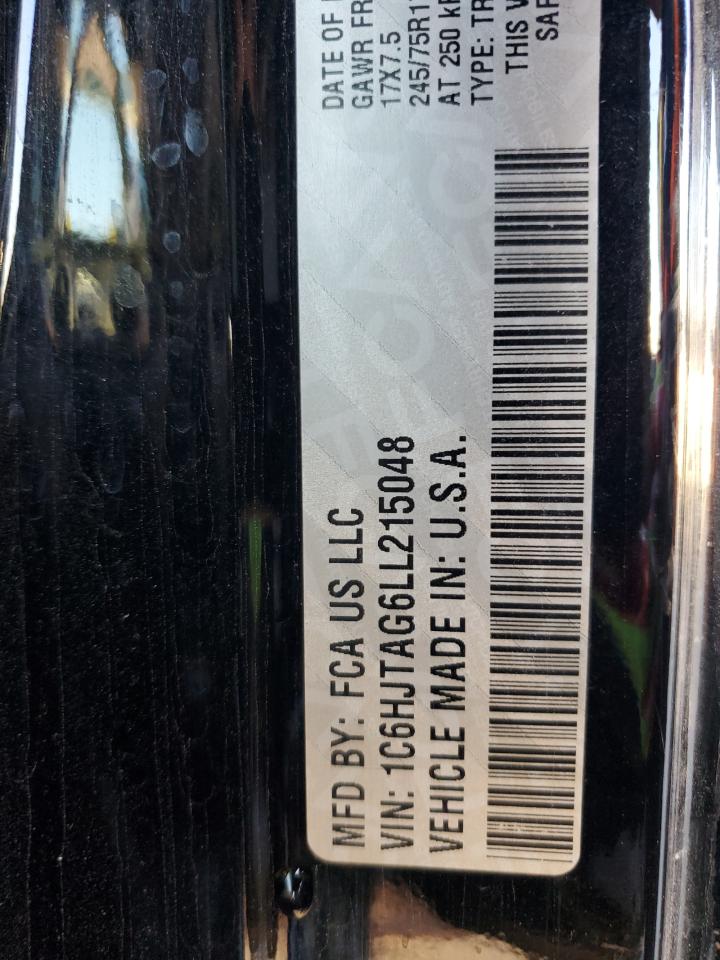 MFD BY: FCA US LLC
DATE OF
GAWR FR
VIN: 1C6HJTAG6LL215048
17X7.5
VEHICLE MADE IN: U.S.A.
245/75R17
AT 250 kP
TYPE: TR
THIS V
SAF